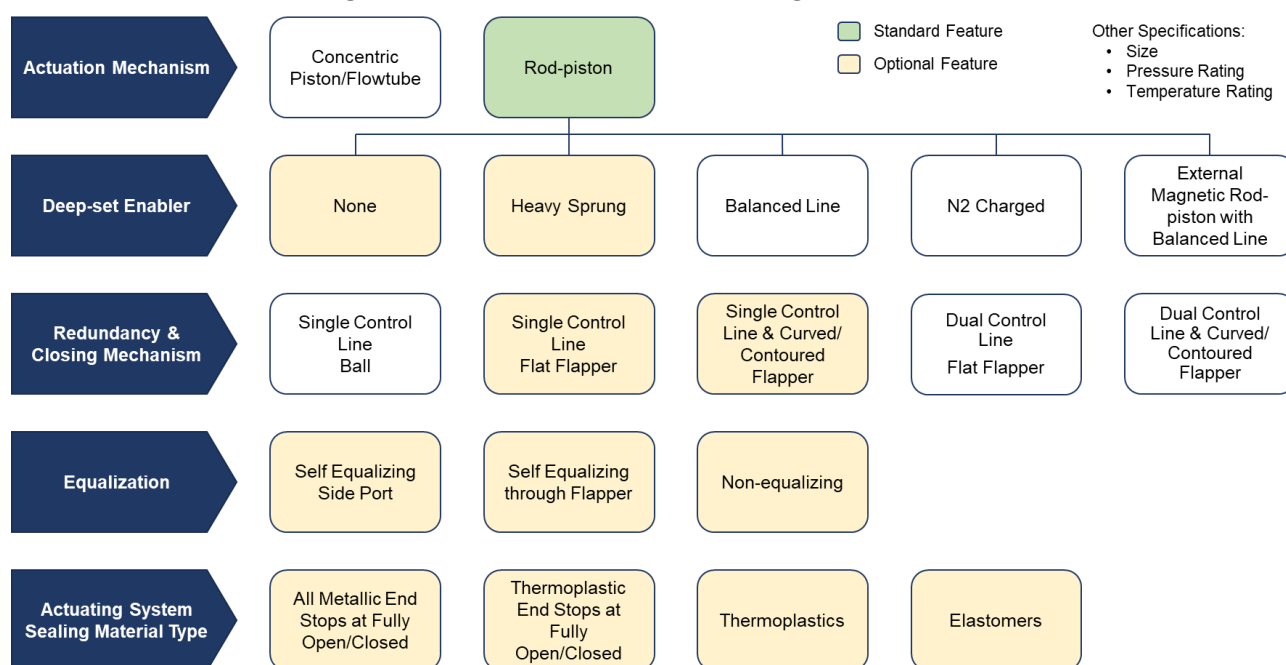 Actuation Mechanism
Concentric
Piston/Flowtube
Rod-piston
Standard Feature
Optional Feature
Other Specifications:
• Size
• Pressure Rating
• Temperature Rating
Deep-set Enabler
None
Heavy Sprung
Balanced Line
N2 Charged
External
Magnetic Rod-
piston with
Balanced Line
Redundancy &
Closing Mechanism
Single Control
Line
Ball
Single Control
Line
Flat Flapper
Single Control
Line & Curved/
Contoured
Flapper
Dual Control
Line
Flat Flapper
Dual Control
Line & Curved/
Contoured
Flapper
Equalization
Self Equalizing
Side Port
Self Equalizing
through Flapper
Non-equalizing
Actuating System
Sealing Material Type
All Metallic End
Stops at Fully
Open/Closed
Thermoplastic
End Stops at
Fully
Open/Closed
Thermoplastics
Elastomers